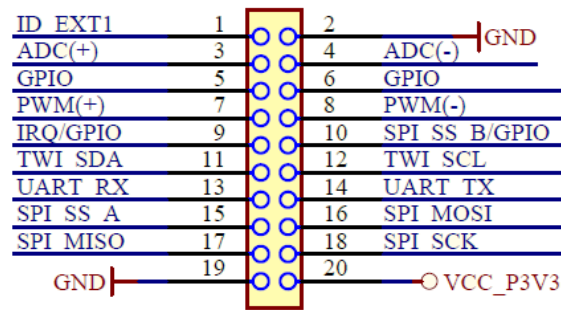 ID_EXT1 1 2 GND
ADC(+) 3 4 ADC(-)
GPIO 5 6 GPIO
PWM(+) 7 8 PWM(-)
IRQ/GPIO 9 10 SPI_SS_B/GPIO
TWI_SDA 11 12 TWI_SCL
UART_RX 13 14 UART_TX
SPI_SS_A 15 16 SPI_MOSI
SPI_MISO 17 18 SPI_SCK
GND 19 20 VCC_P3V3